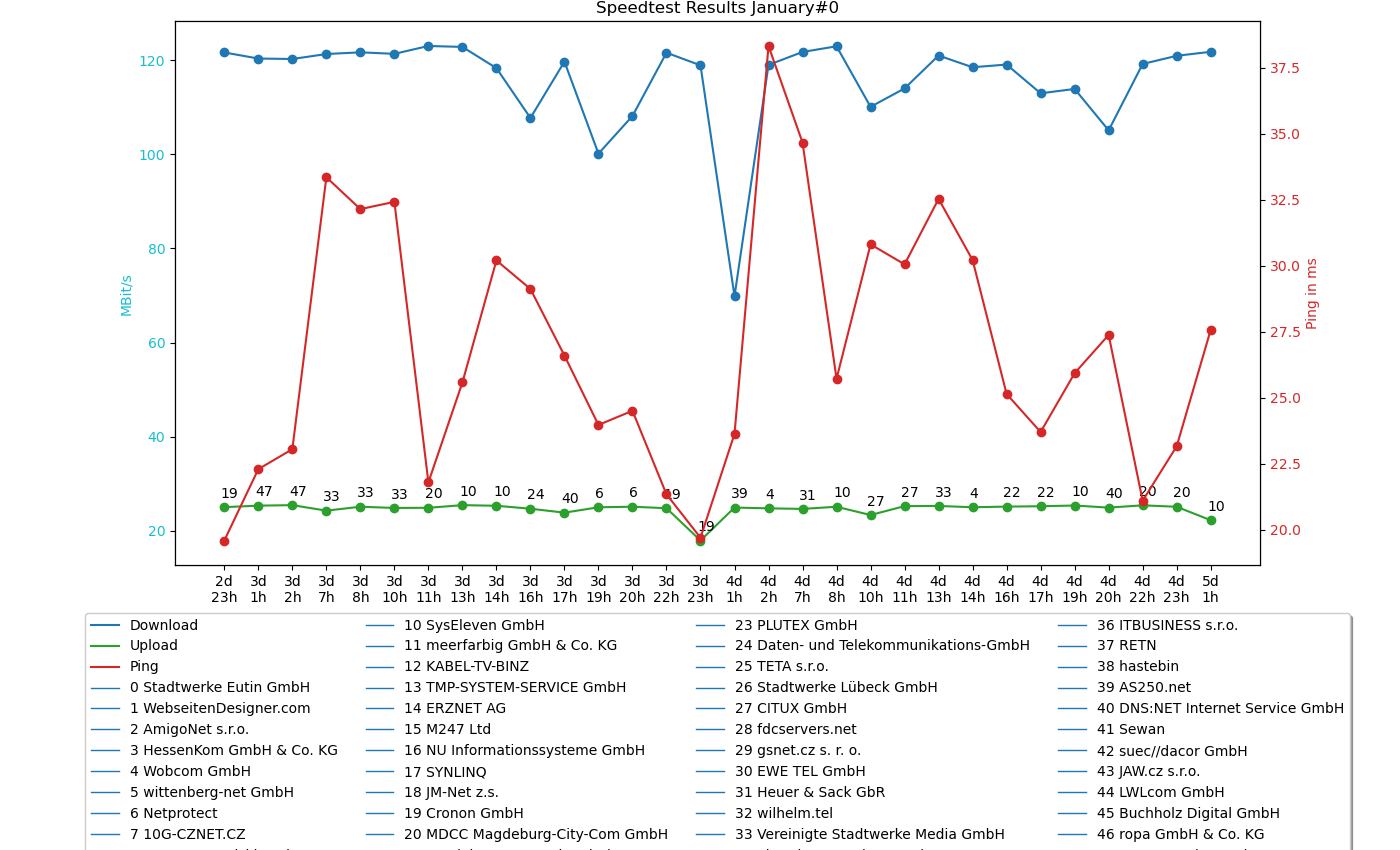 Speedtest Results January#0
120
100
80
60
40
20
MBit/s
37.5
35.0
32.5
30.0
27.5
25.0
22.5
20.0
Ping in ms
19 47 47 33 33 33 20 10 10 24 40 6 6 19 19 39 4 31 10 27 27 33 4 22 22 10 40 20 20 10
2d 3d 3d 3d 3d 3d 3d 3d 3d 3d 3d 3d 3d 3d 3d 4d 4d 4d 4d 4d 4d 4d 4d 4d 4d 4d 4d 4d 4d 5d
23h 1h 2h 7h 8h 10h 11h 13h 14h 16h 17h 19h 20h 22h 23h 1h 2h 7h 8h 10h 11h 13h 14h 16h 17h 19h 20h 22h 23h 1h
Download
Upload
Ping
0 Stadtwerke Eutin GmbH
1 WebseitenDesigner.com
2 AmigoNet s.r.o.
3 HessenKom GmbH & Co. KG
4 Wobcom GmbH
5 wittenberg-net GmbH
6 Netprotect
7 10G-CZNET.CZ
10 SysEleven GmbH
11 meerfarbig GmbH & Co. KG
12 KABEL-TV-BINZ
13 TMP-SYSTEM-SERVICE GmbH
14 ERZNET AG
15 M247 Ltd
16 NU Informationssysteme GmbH
17 SYNLINQ
18 JM-Net z.s.
19 Cronon GmbH
20 MDCC Magdeburg-City-Com GmbH
23 PLUTEX GmbH
24 Daten- und Telekommunikations-GmbH
25 TETA s.r.o.
26 Stadtwerke Lübeck GmbH
27 CITUX GmbH
28 fdcservers.net
29 gsnet.cz s. r. o.
30 EWE TEL GmbH
31 Heuer & Sack GbR
32 wilhelm.tel
33 Vereinigte Stadtwerke Media GmbH
36 ITBUSINESS s.r.o.
37 RETN
38 hastebin
39 AS250.net
40 DNS:NET Internet Service GmbH
41 Sewan
42 suec//dacor GmbH
43 JAW.cz s.r.o.
44 LWLcom GmbH
45 Buchholz Digital GmbH
46 ropa GmbH & Co. KG